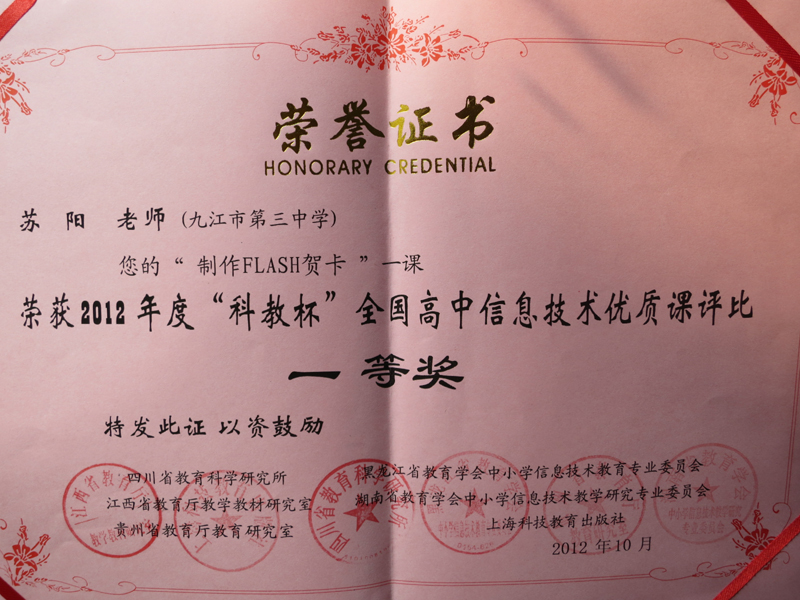 荣誉证书
HONORARY CREDENTIAL
苏 阳 老师 (九江市第三中学)
您的“ 制作FLASH贺卡 ”一课
荣获2012年度“科教杯”全国高中信息技术优质课评比
一等奖
特发此证 以资鼓励
四川省教育科学研究所
江西省教育厅教学教材研究室
贵州省教育厅教育研究室
黑龙江省教育学会中小学信息技术教育专业委员会
湖南省教育学会中小学信息技术教学研究专业委员会
上海科技教育出版社
2012 年 10 月